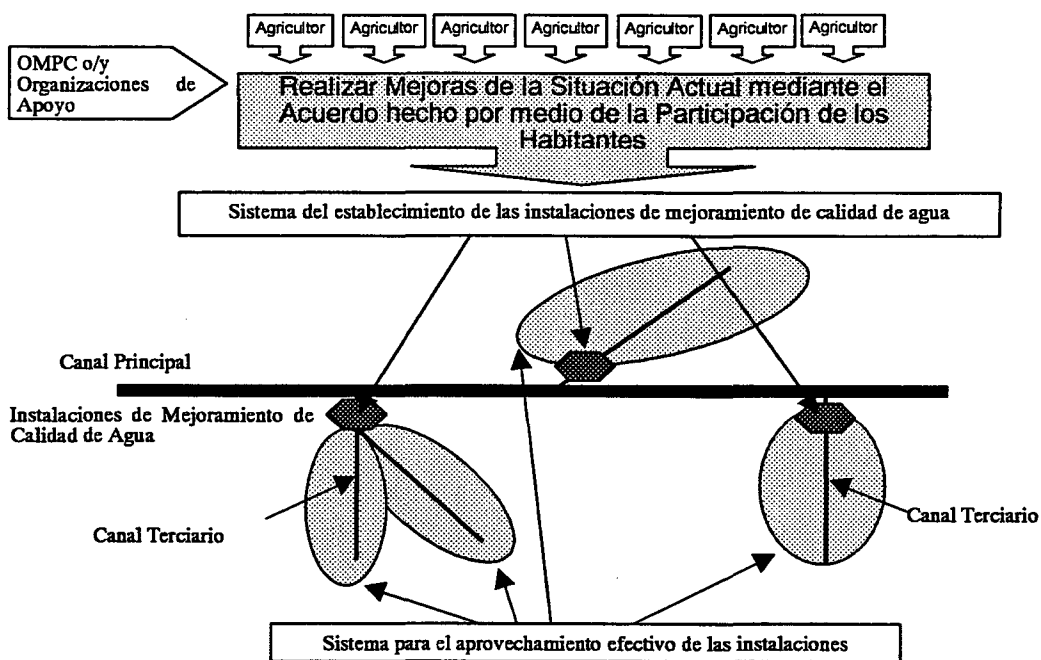 Agricultor Agricultor Agricultor Agricultor Agricultor Agricultor Agricultor
OMPC o/y
Organizaciones de
Apoyo
Realizar Mejoras de la Situación Actual mediante el
Acuerdo hecho por medio de la Participación de los
Habitantes
Sistema del establecimiento de las instalaciones de mejoramiento de calidad de agua
Canal Principal
Instalaciones de Mejoramiento de
Calidad de Agua
Canal Terciario
Canal Terciario
Sistema para el aprovechamiento efectivo de las instalaciones